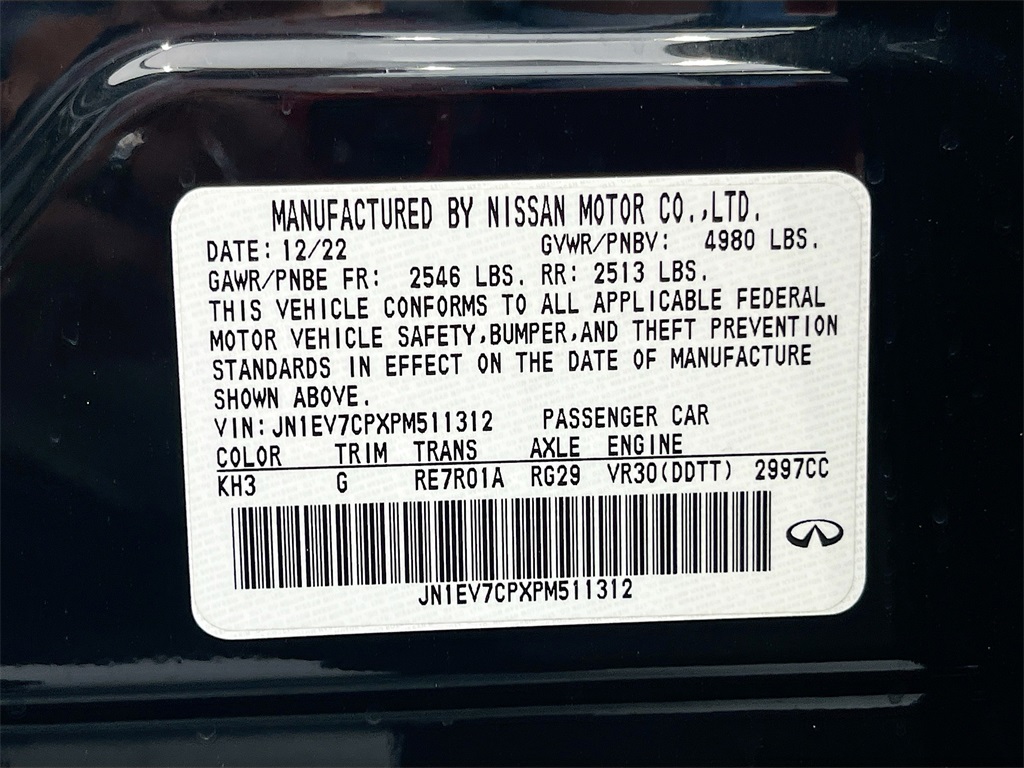 MANUFACTURED BY NISSAN MOTOR CO.,LTD.
DATE: 12/22 GVWR/PNBV: 4980 LBS.
GAWR/PNBE FR: 2546 LBS. RR: 2513 LBS.
THIS VEHICLE CONFORMS TO ALL APPLICABLE FEDERAL
MOTOR VEHICLE SAFETY,BUMPER,AND THEFT PREVENTION
STANDARDS IN EFFECT ON THE DATE OF MANUFACTURE
SHOWN ABOVE.
VIN: JN1EV7CPXPM511312 PASSENGER CAR
COLOR TRIM TRANS AXLE ENGINE
KH3 G RE7R01A RG29 VR30(DDTT) 2997CC
JN1EV7CPXPM511312